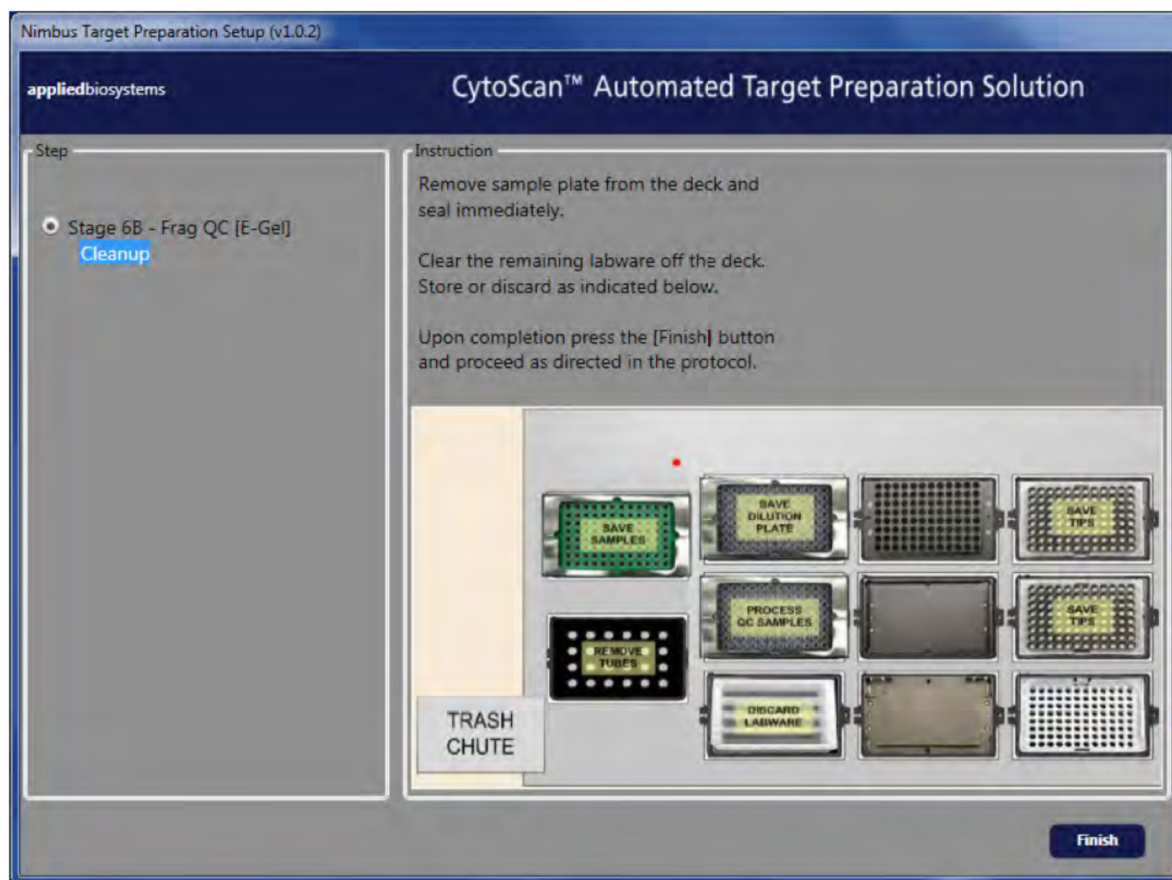 Nimbus Target Preparation Setup (v1.0.2)
appliedbiosystems
CytoScan™ Automated Target Preparation Solution
Step
Stage 6B - Frag QC [E-Gel]
Cleanup
Instruction
Remove sample plate from the deck and
seal immediately.
Clear the remaining labware off the deck.
Store or discard as indicated below.
Upon completion press the [Finish] button
and proceed as directed in the protocol.
SAVE
SAMPLES
SAVE
DILUTION
PLATE
SAVE
TIPS
PROCESS
QC SAMPLES
SAVE
TIPS
REMOVE
TUBES
DISCARD
LABWARE
TRASH
CHUTE
Finish